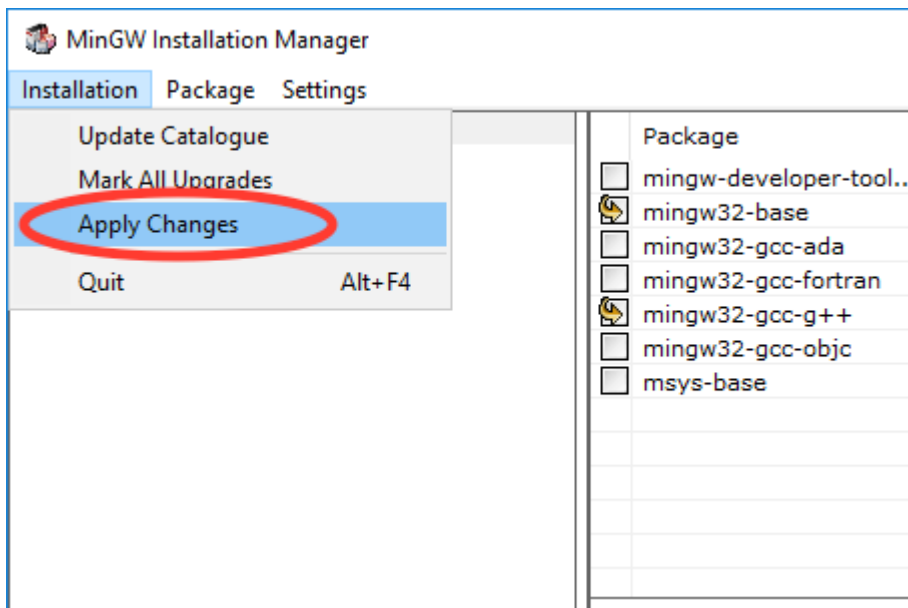 MinGW Installation Manager
Installation Package Settings
Update Catalogue
Mark All Upgrades
Apply Changes
Quit Alt+F4
Package
mingw-developer-tool...
mingw32-base
mingw32-gcc-ada
mingw32-gcc-fortran
mingw32-gcc-g++
mingw32-gcc-objc
msys-base